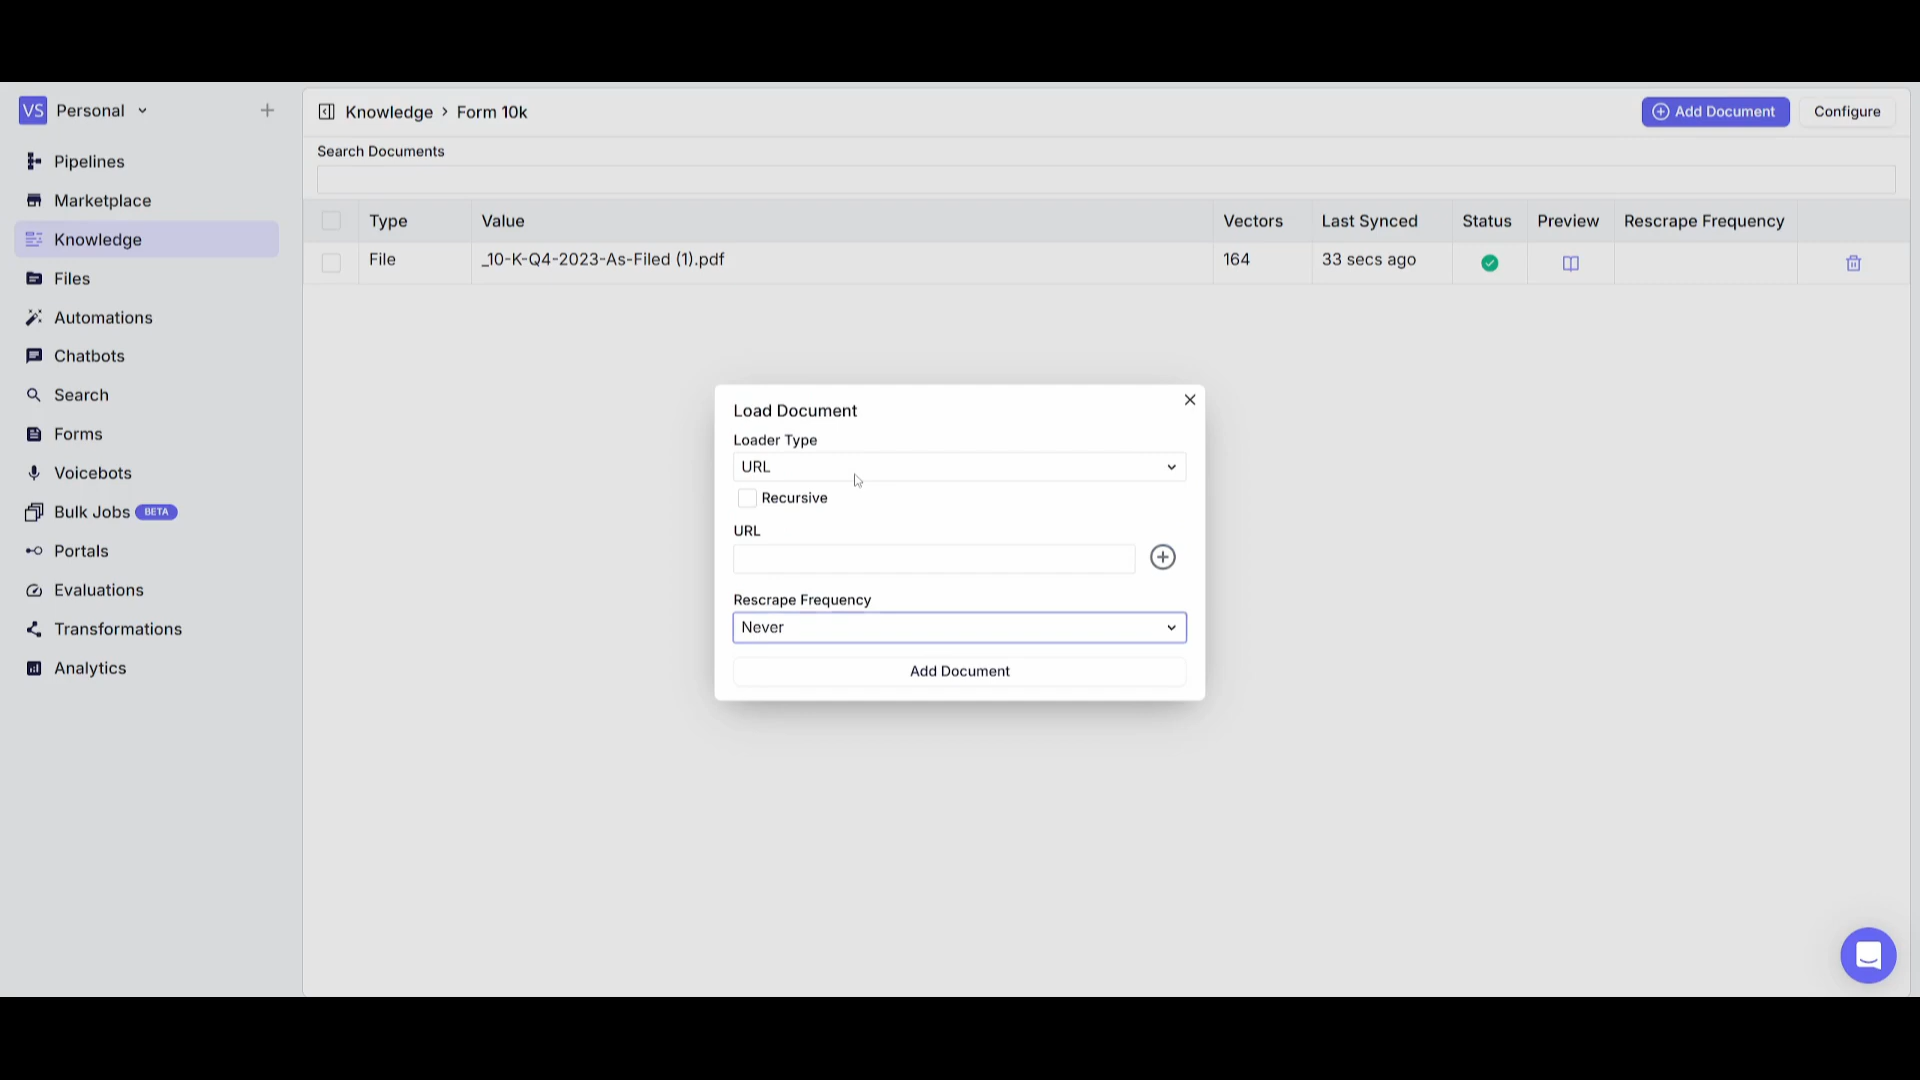 VS Personal
Knowledge > Form 10k
Add Document
Configure
Pipelines
Marketplace
Knowledge
Files
Automations
Chatbots
Search
Forms
Voicebots
Bulk Jobs BETA
Portals
Evaluations
Transformations
Analytics
Search Documents
Type Value Vectors Last Synced Status Preview Rescrape Frequency
File _10-K-Q4-2023-As-Filed (1).pdf 164 33 secs ago
Load Document
Loader Type
URL
Recursive
URL
Rescrape Frequency
Never
Add Document